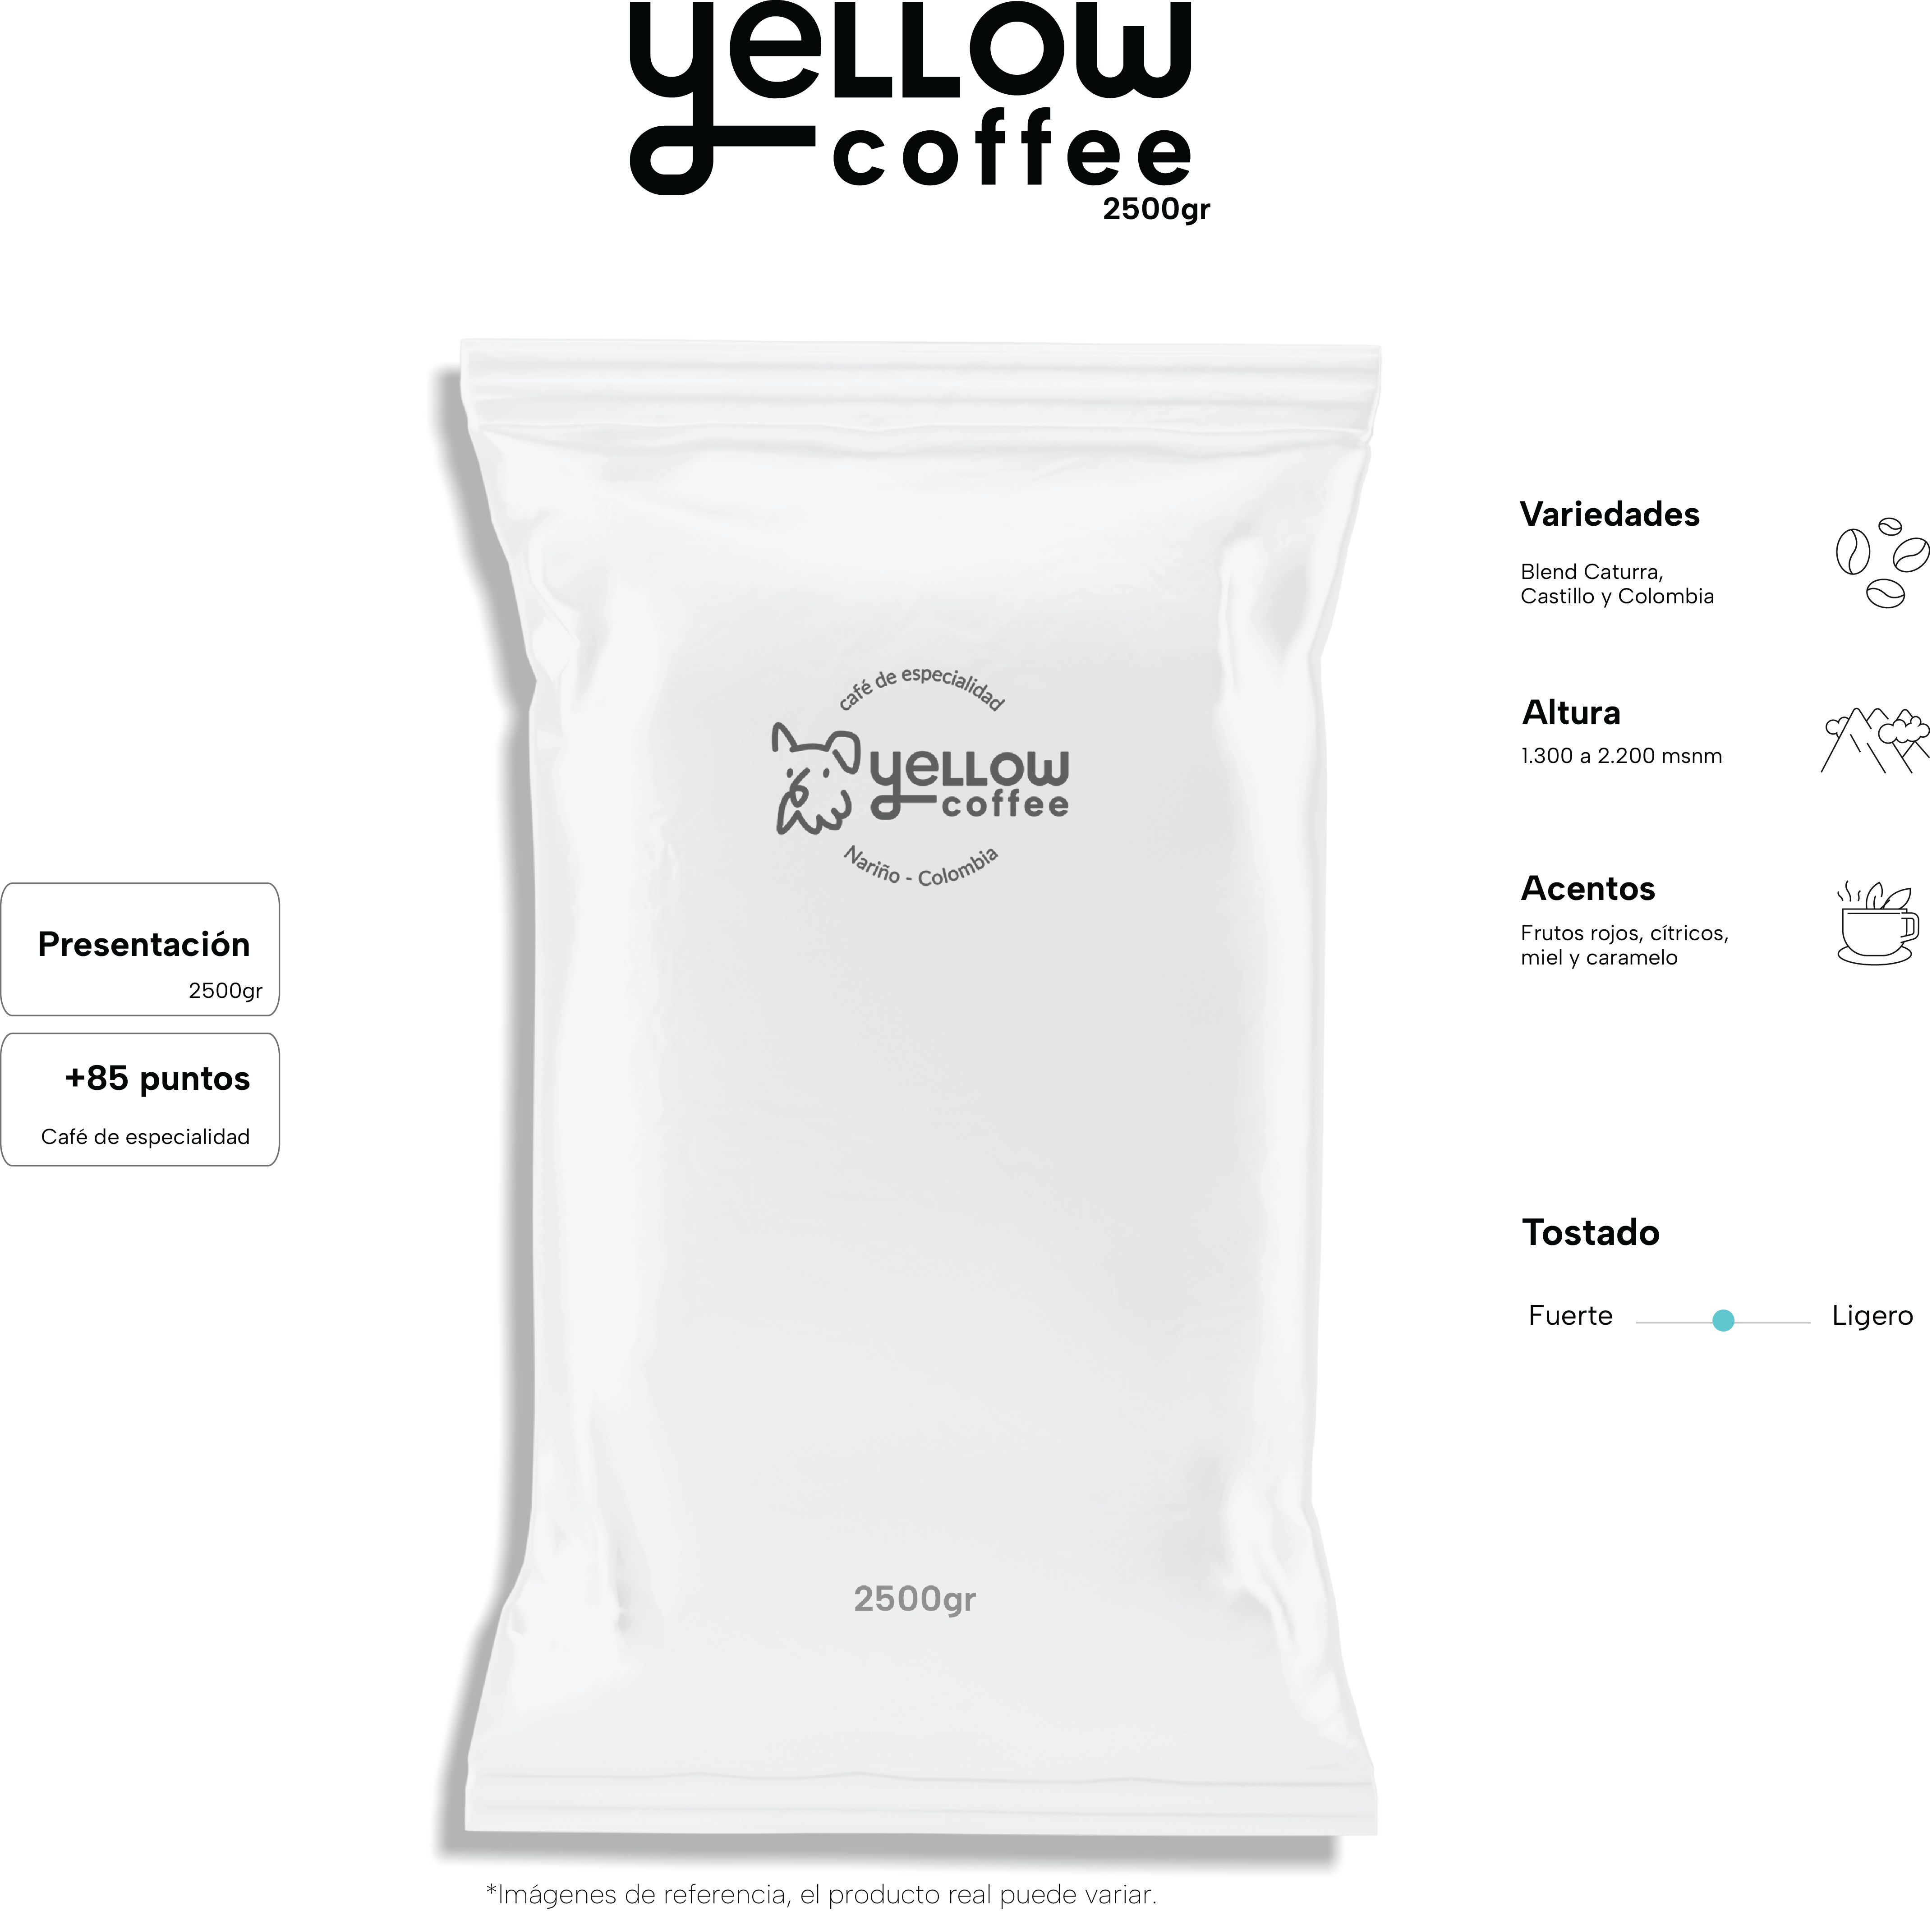 yeLLow
coffee
2500gr
café de especialidad
yeLLow
coffee
Nariño - Colombia
2500gr
Presentación
2500gr
+85 puntos
Café de especialidad
Variedades
Blend Caturra,
Castillo y Colombia
Altura
1.300 a 2.200 msnm
Acentos
Frutos rojos, cítricos,
miel y caramelo
Tostado
Fuerte Ligero
*Imágenes de referencia, el producto real puede variar.